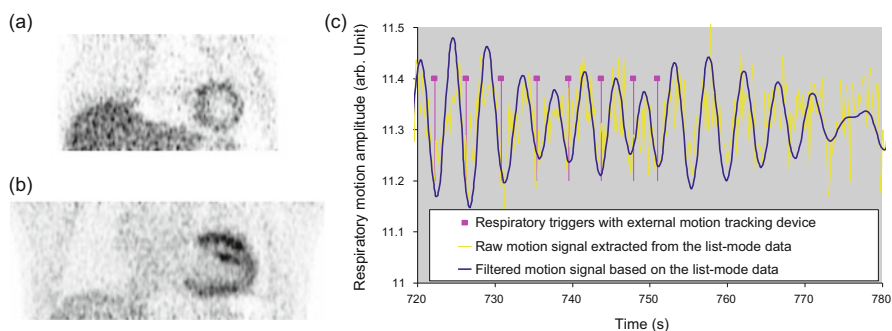 (a)
(b)
(c)
Respiratory motion amplitude (arb. Unit)
11.5
11.4
11.3
11.2
11
Respiratory triggers with external motion tracking device
Raw motion signal extracted from the list-mode data
Filtered motion signal based on the list-mode data
720 730 740 750 760 770 780
Time (s)